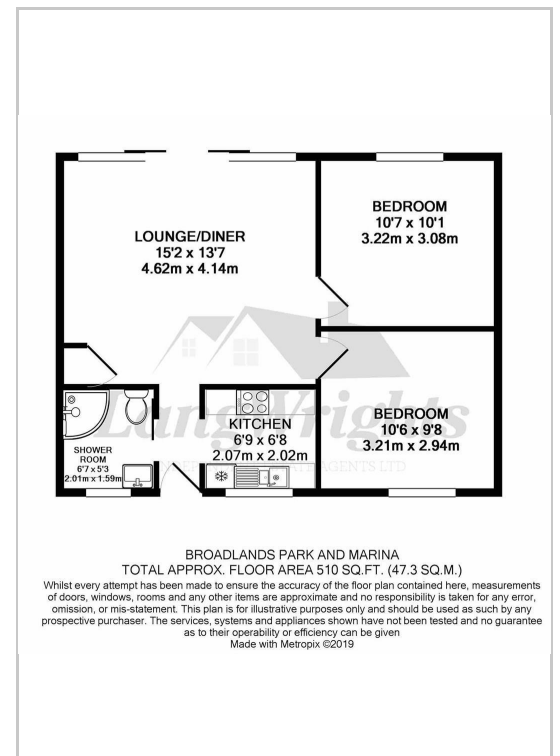 LOUNGE/DINER
15'2 x 13'7
4.62m x 4.14m
BEDROOM
10'7 x 10'1
3.22m x 3.08m
BEDROOM
10'6 x 9'8
3.21m x 2.94m
KITCHEN
6'9 x 6'8
2.07m x 2.02m
SHOWER
ROOM
6'7 x 5'3
2.01m x 1.59m
LangWrights
AGENTS LTD
BROADLANDS PARK AND MARINA
TOTAL APPROX. FLOOR AREA 510 SQ.FT. (47.3 SQ.M.)
Whilst every attempt has been made to ensure the accuracy of the floor plan contained here, measurements
of doors, windows, rooms and any other items are approximate and no responsibility is taken for any error,
omission, or mis-statement. This plan is for illustrative purposes only and should be used as such by any
prospective purchaser. The services, systems and appliances shown have not been tested and no guarantee
as to their operability or efficiency can be given
Made with Metropix ©2019